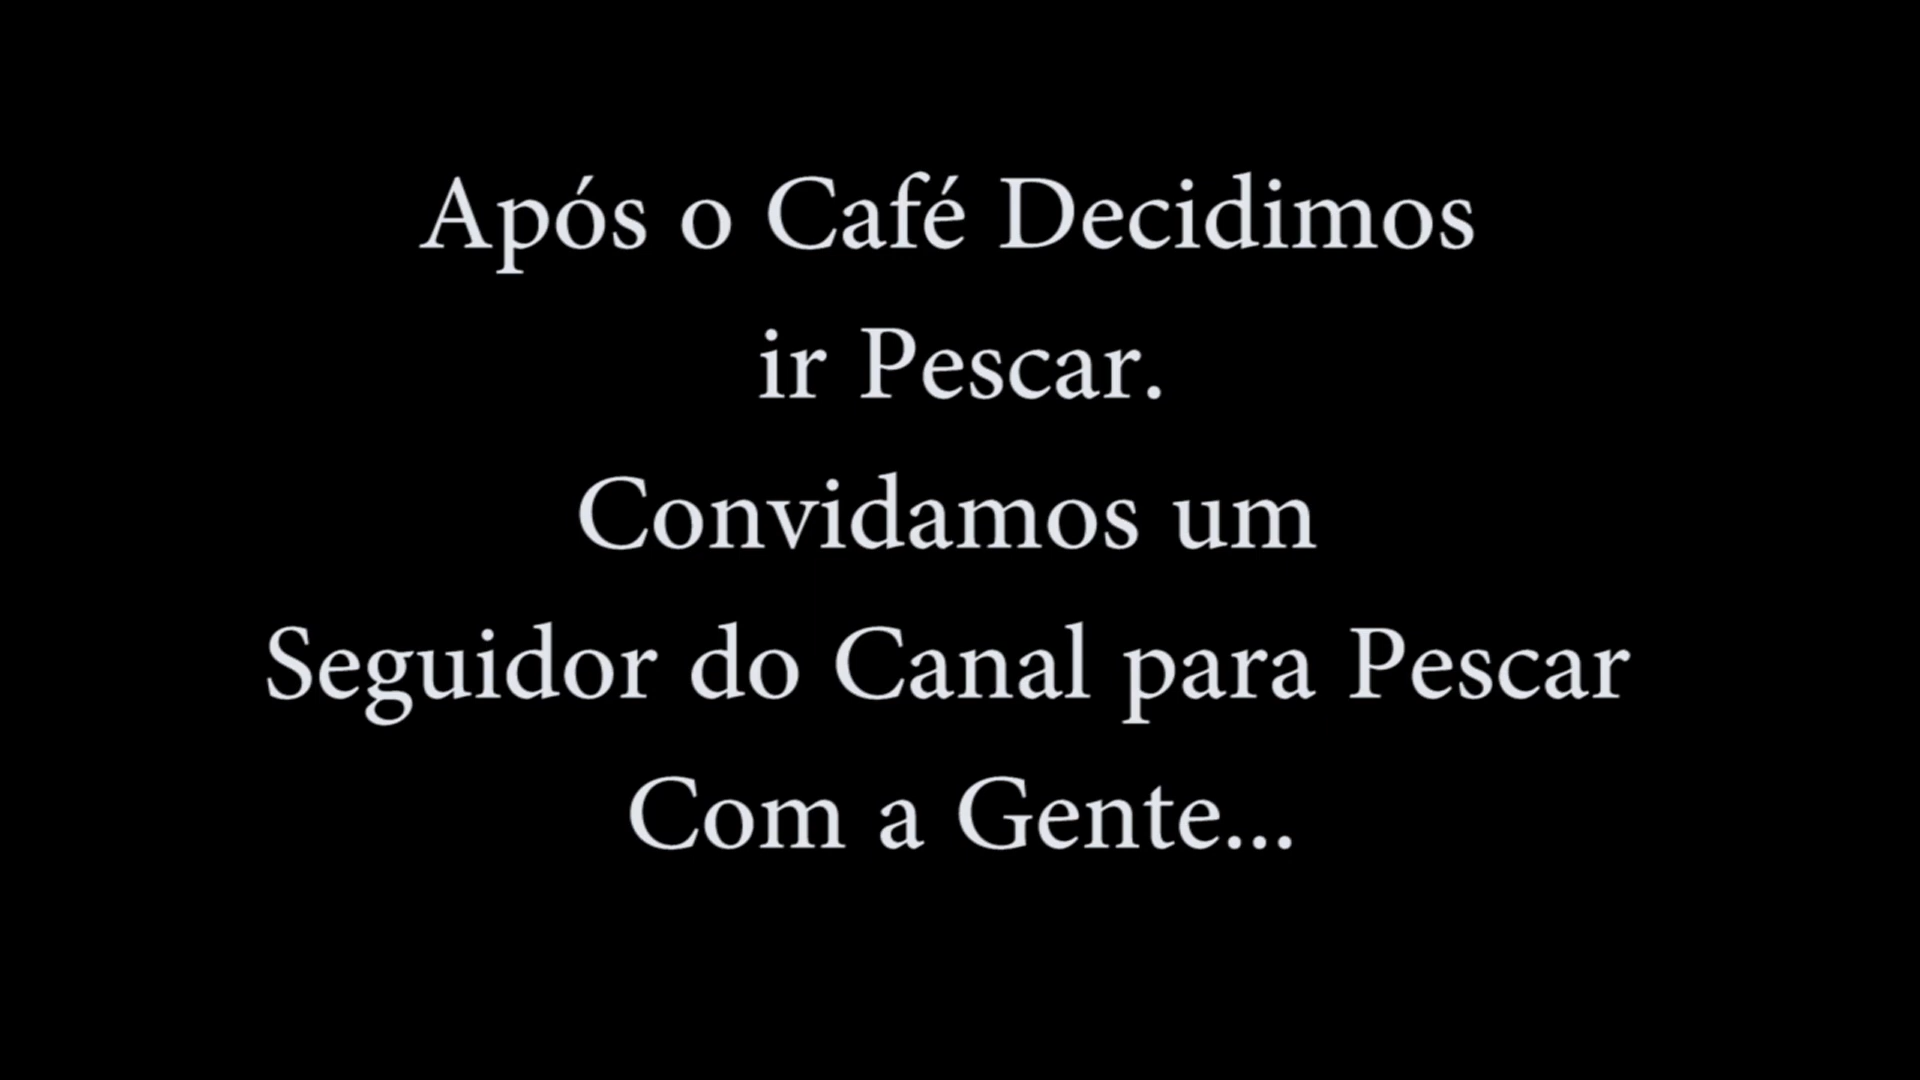 Após o Café Decidimos
ir Pescar.
Convidamos um
Seguidor do Canal para Pescar
Com a Gente...